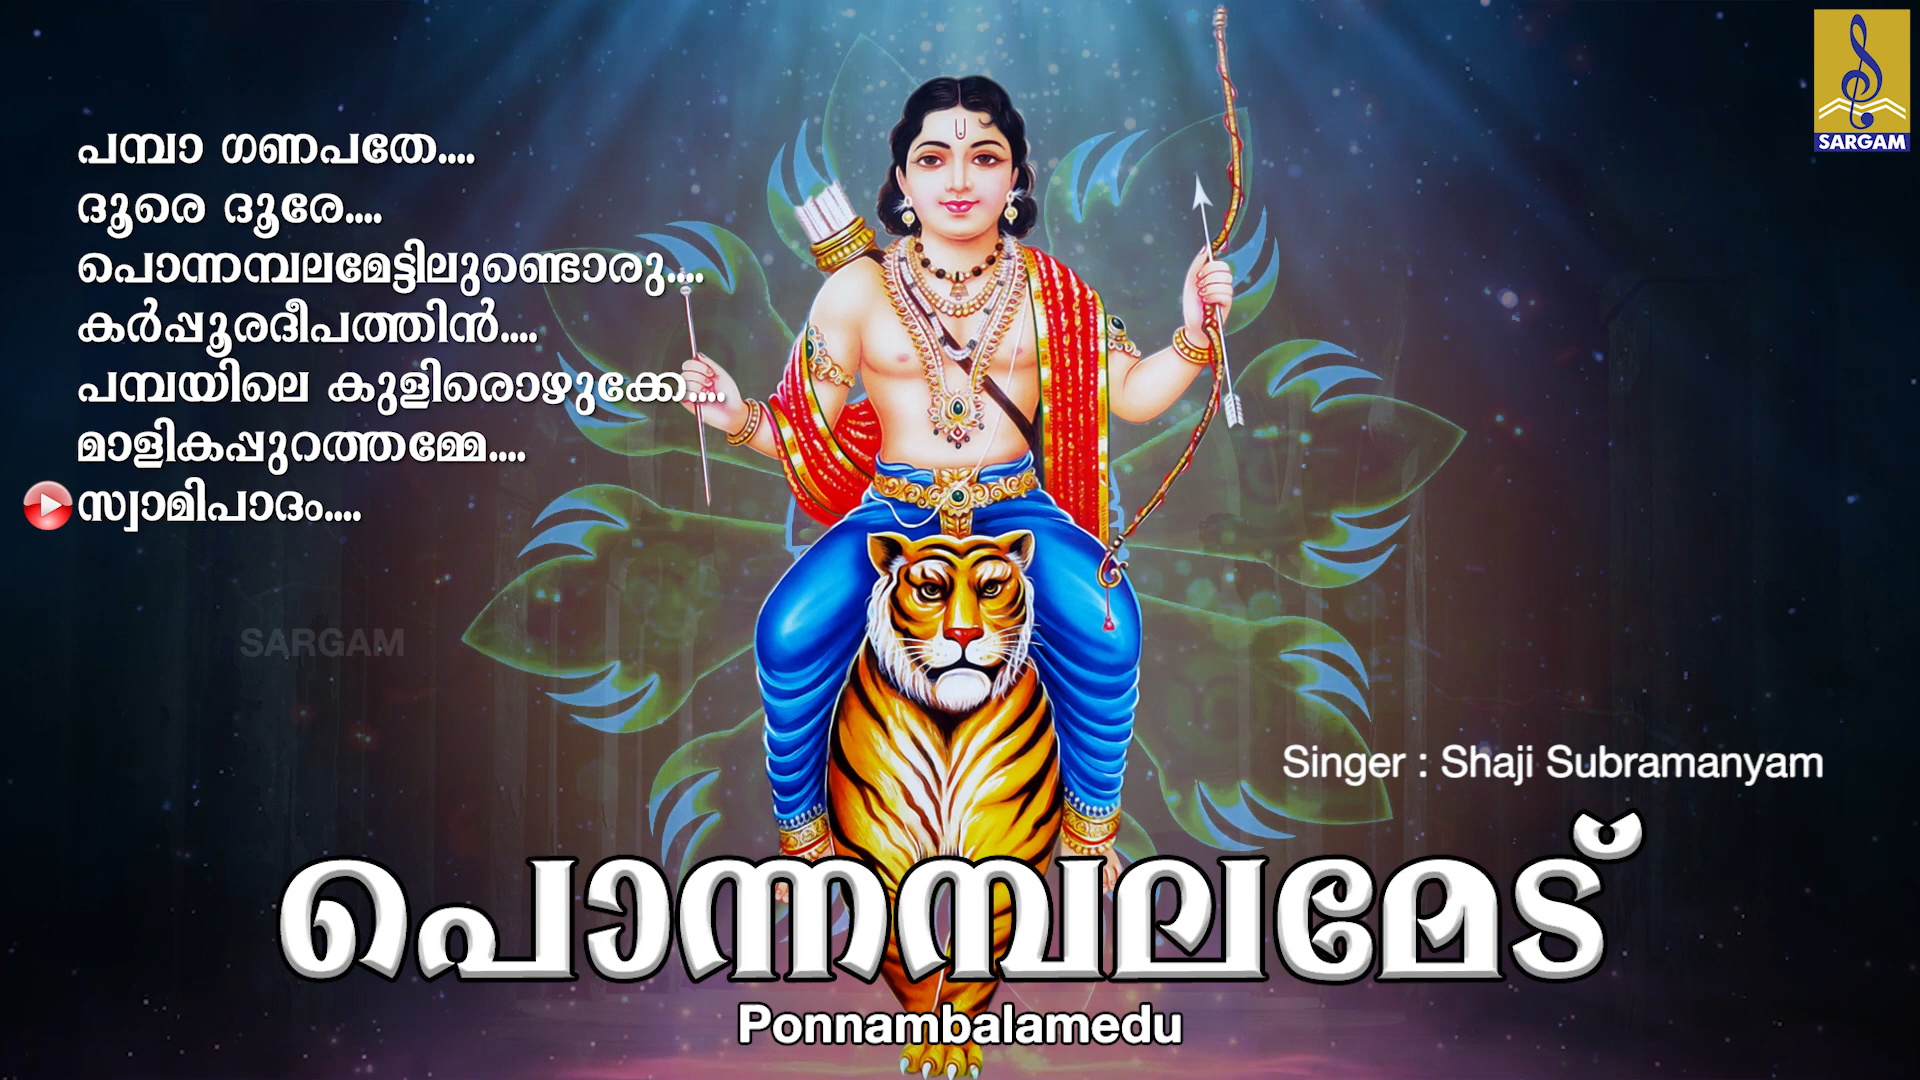 SARGAM
പമ്പാ ഗണപതേ....
ദൂരെ ദൂരേ....
പൊന്നമ്പലമേട്ടിലുണ്ടൊരു....
കർപ്പൂരദീപത്തിൻ....
പമ്പയിലെ കുളിരൊഴുക്കേ....
മാളികപ്പുറത്തമ്മേ....
സ്വാമിപാദം....
SARGAM
Singer : Shaji Subramanyam
പൊന്നമ്പലമേട്
Ponnambalamedu